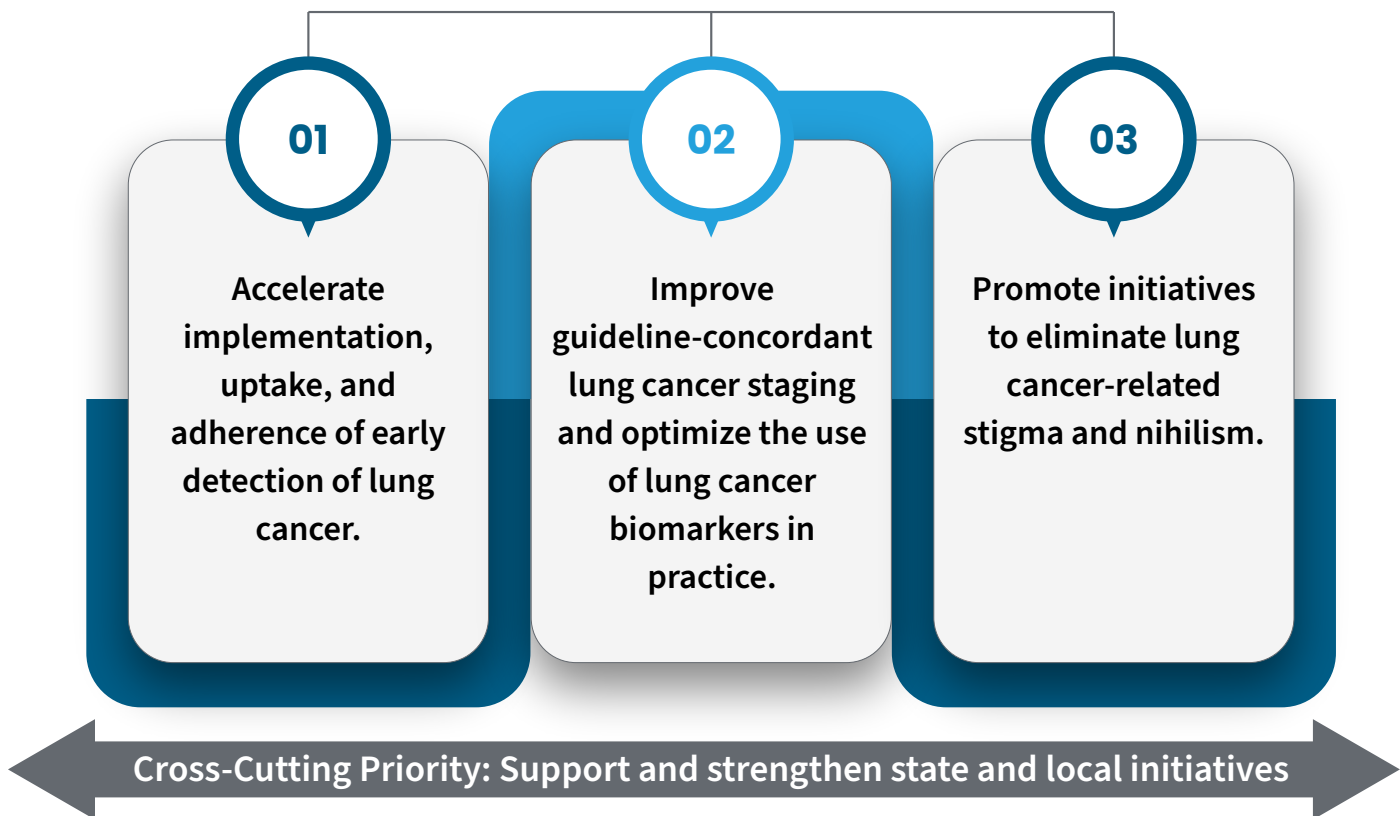 01
Accelerate
implementation,
uptake, and
adherence of early
detection of lung
cancer.
02
Improve
guideline-concordant
lung cancer staging
and optimize the use
of lung cancer
biomarkers in
practice.
03
Promote initiatives
to eliminate lung
cancer-related
stigma and nihilism.
Cross-Cutting Priority: Support and strengthen state and local initiatives